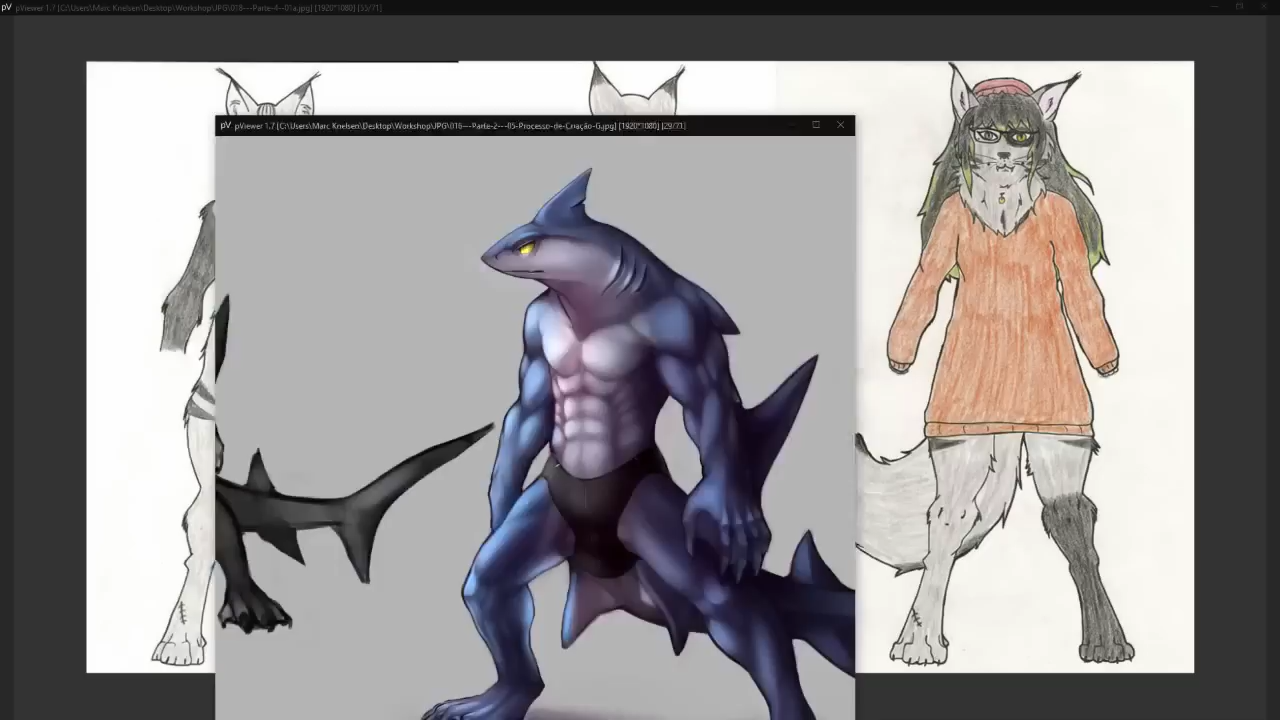 pV pViewer 1.7 [C:\Users\Marc Knelsen\Desktop\Workshop\JPG\018---Parte-4--01a.jpg] [1920*1080] [55/71]
pV pViewer 1.7 [C:\Users\Marc Knelsen\Desktop\Workshop\JPG\016---Parte-2---05-Processo-de-Criação-G.jpg] [1920*1080] [29/71]